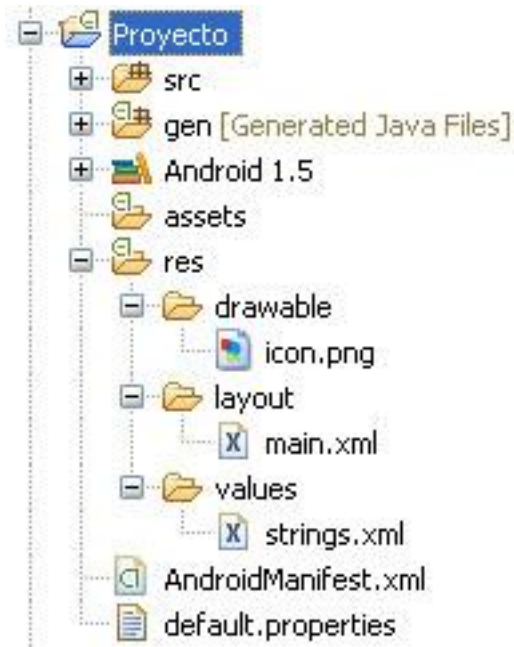 Proyecto
src
gen [Generated Java Files]
Android 1.5
assets
res
drawable
icon.png
layout
main.xml
values
strings.xml
AndroidManifest.xml
default.properties